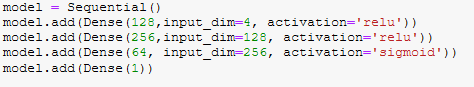 model = Sequential()
model.add(Dense(128,input_dim=4, activation='relu'))
model.add(Dense(256,input_dim=128, activation='relu'))
model.add(Dense(64, input_dim=256, activation='sigmoid'))
model.add(Dense(1))